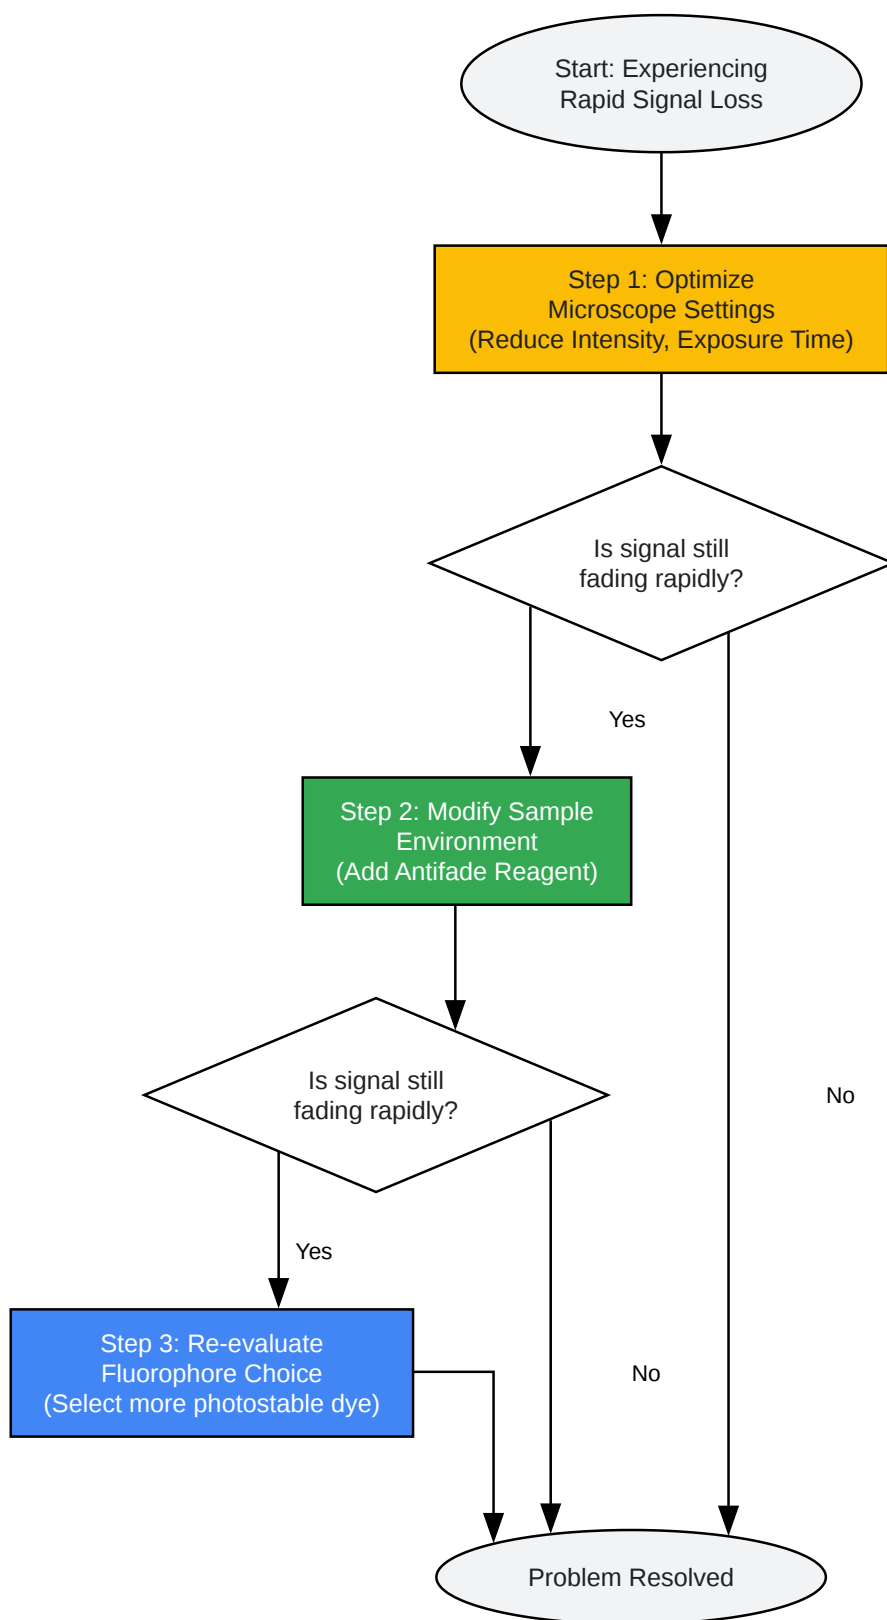 Start: Experiencing
Rapid Signal Loss
Step 1: Optimize
Microscope Settings
(Reduce Intensity, Exposure Time)
Is signal still
fading rapidly?
Yes
Step 2: Modify Sample
Environment
(Add Antifade Reagent)
Is signal still
fading rapidly?
No
Yes
Step 3: Re-evaluate
Fluorophore Choice
(Select more photostable dye)
No
Problem Resolved